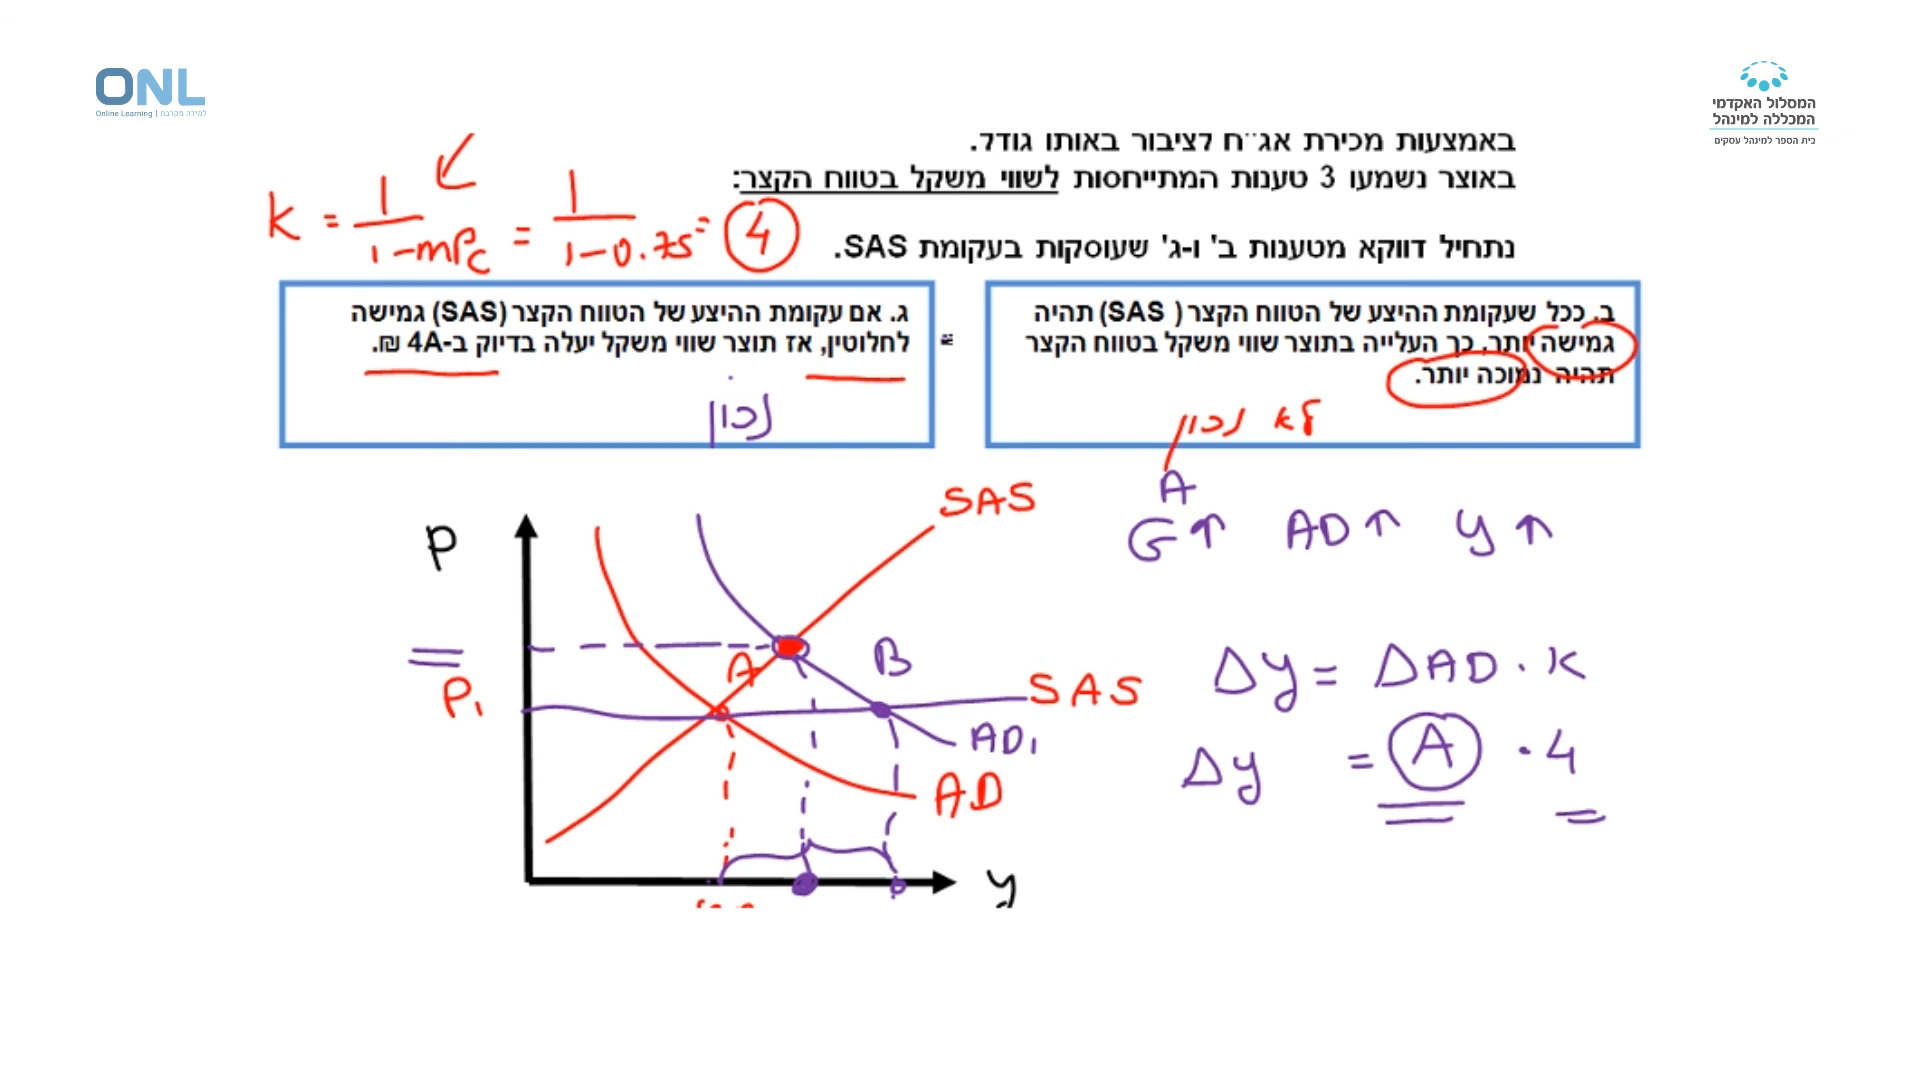 ONL
Online Learning | למידה מקרבת
המסלול האקדמי
המכללה למינהל
בית הספר למינהל עסקים
באמצעות מכירת אג"ח לציבור באותו גודל.
באוצר נשמעו 3 טענות המתייחסות לשווי משקל בטווח הקצר:
K = 1/1-mpc = 1/1-0.75 = 4
נתחיל דווקא מטענות ב' ו-ג' שעוסקות בעקומת SAS.
ב. ככל שעקומת ההיצע של הטווח הקצר (SAS) תהיה
גמישה יותר, כך העלייה בתוצר שווי משקל בטווח הקצר
תהיה נמוכה יותר.
לא נכון
=
ג. אם עקומת ההיצע של הטווח הקצר (SAS) גמישה
לחלוטין, אז תוצר שווי משקל יעלה בדיוק ב-4A ₪.
נכון
A
G↑ AD↑ y↑
SAS
P
B
A
P₁
SAS
AD₁
AD
y
Δy = ΔAD · K
Δy = A · 4